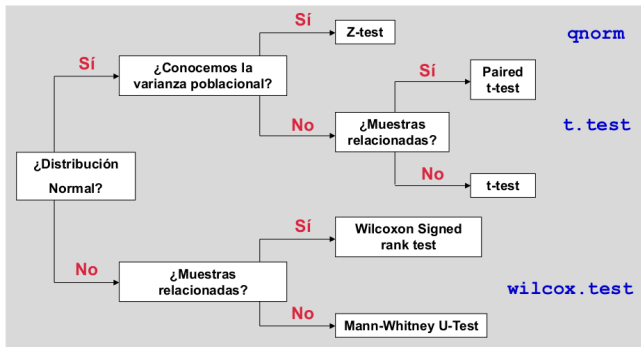 Sí
Z-test
qnorm
Sí
¿Conocemos la
varianza poblacional?
Sí
Paired
t-test
No
¿Muestras
relacionadas?
t.test
¿Distribución
Normal?
No
t-test
Sí
Wilcoxon Signed
rank test
No
¿Muestras
relacionadas?
wilcox.test
No
Mann-Whitney U-Test